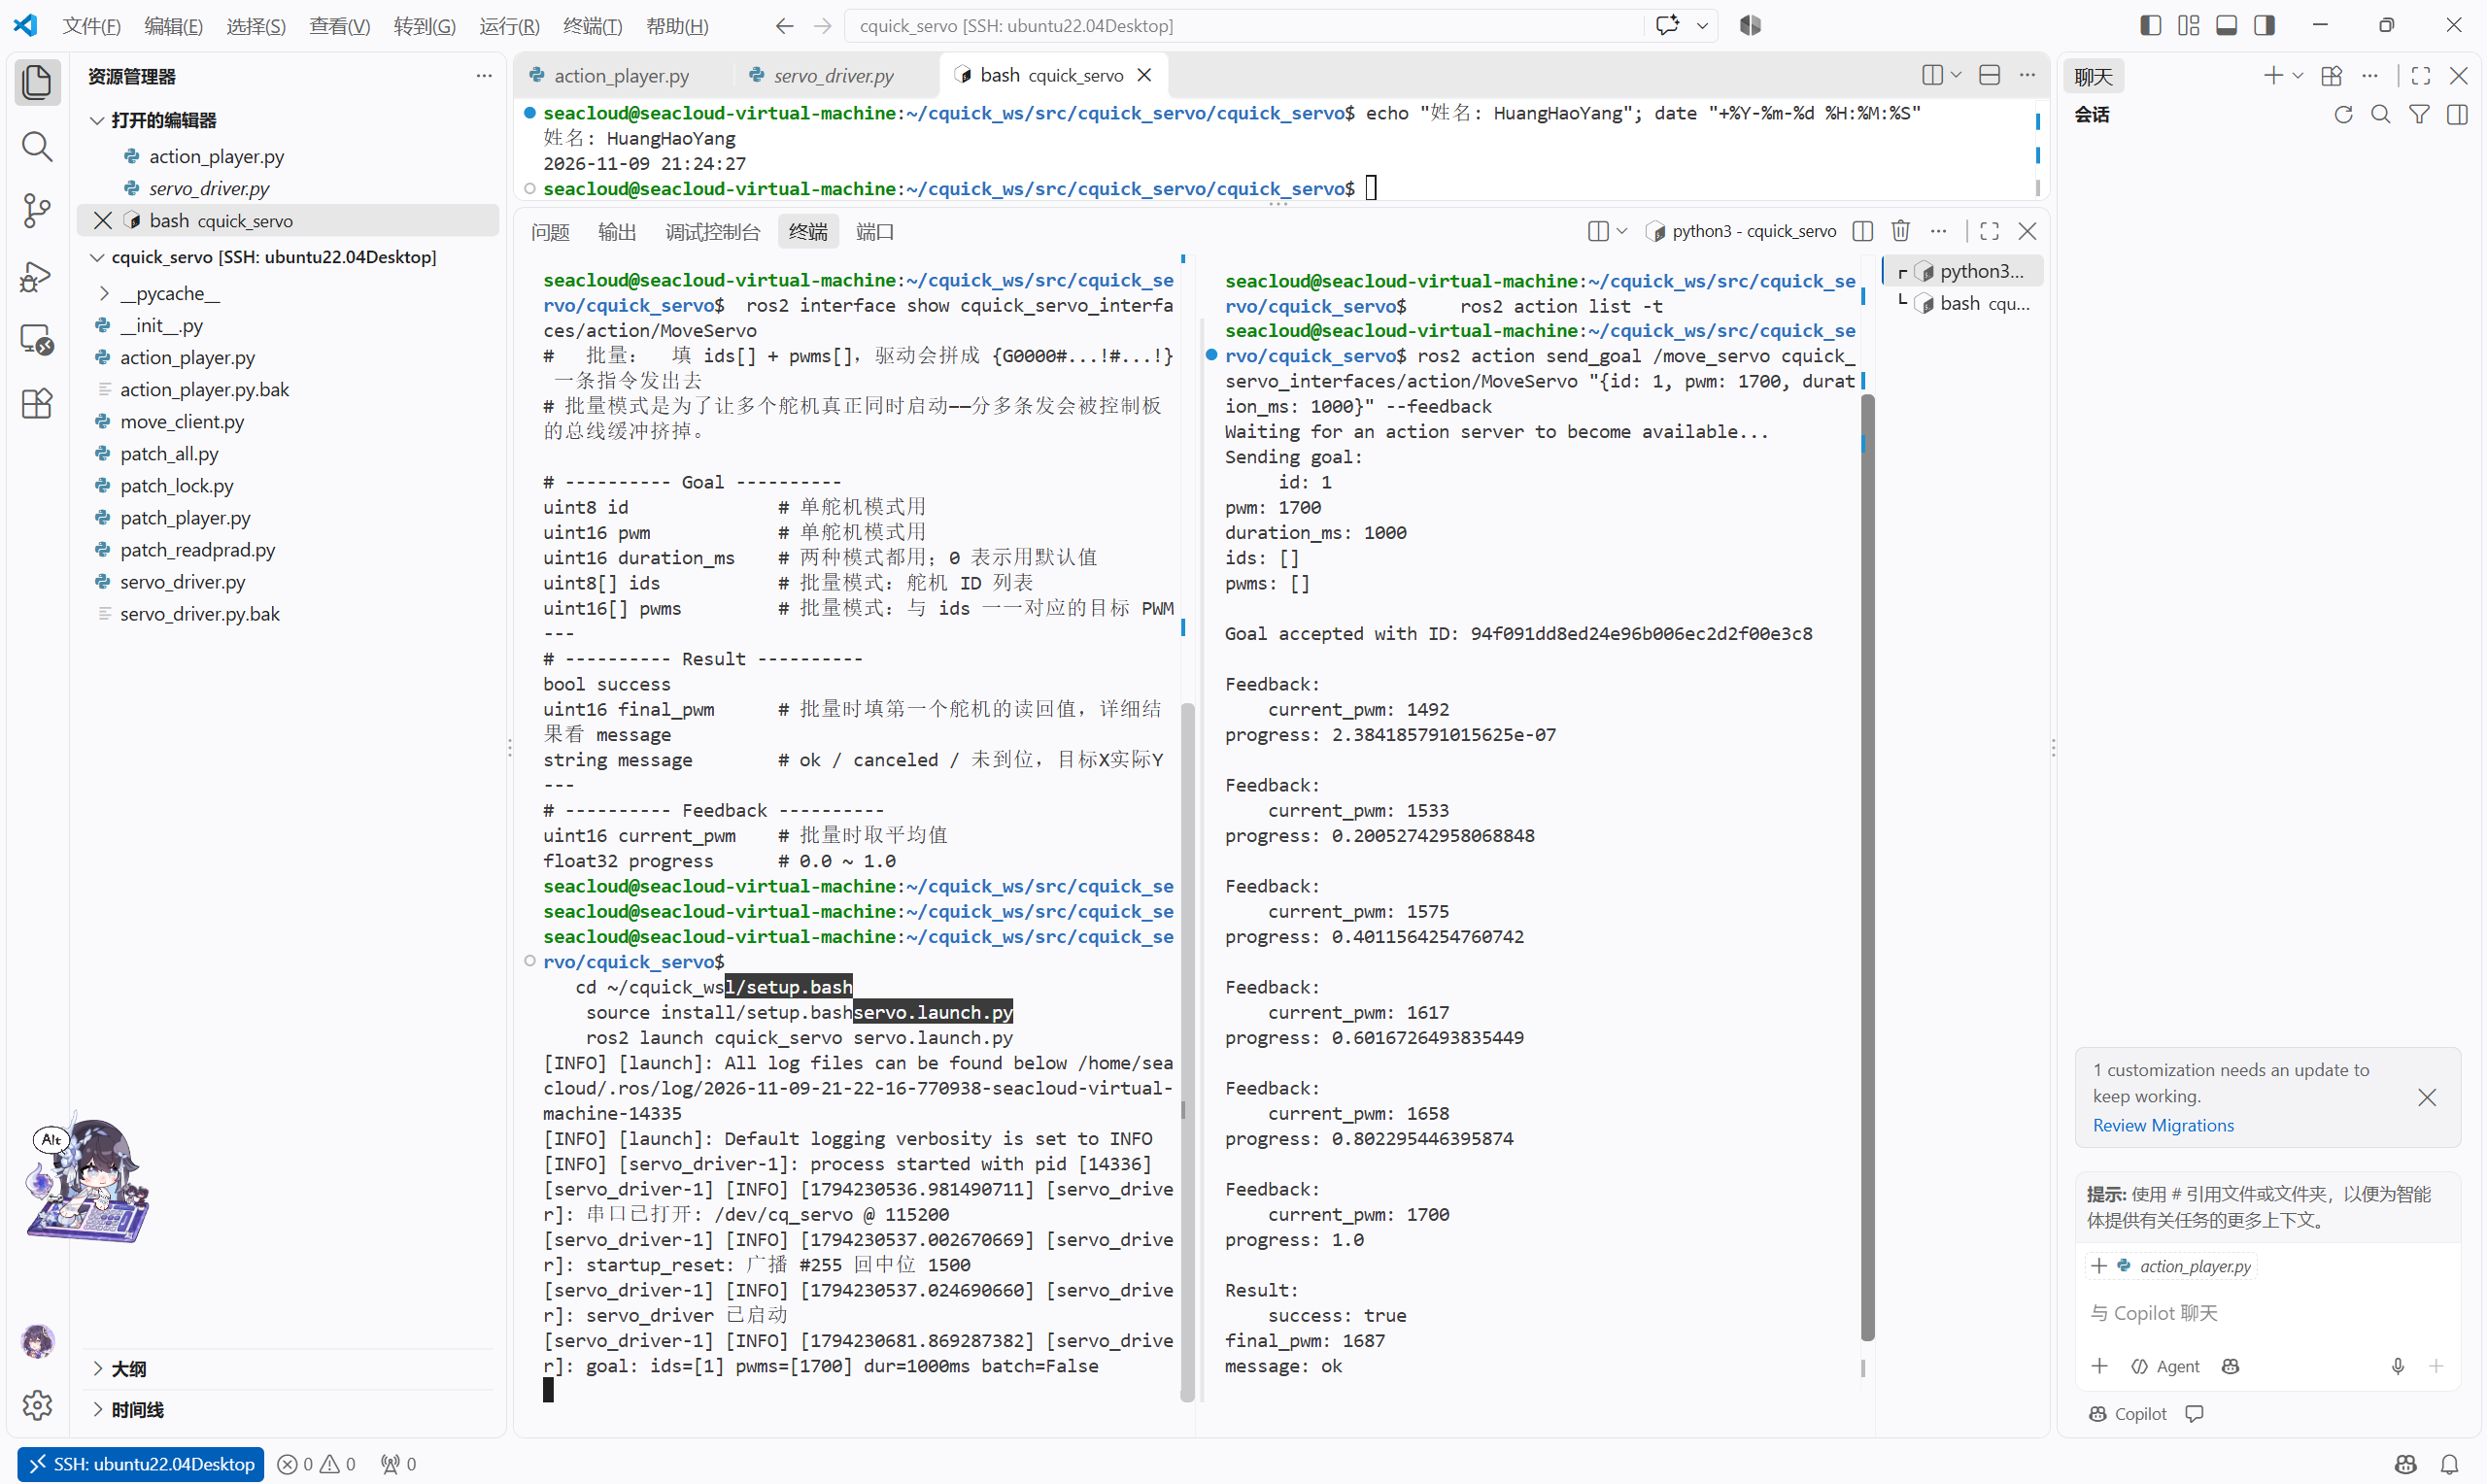 文件(F) 编辑(E) 选择(S) 查看(V) 转到(G) 运行(R) 终端(T) 帮助(H)
cquick_servo [SSH: ubuntu22.04Desktop]
资源管理器
打开的编辑器
action_player.py
servo_driver.py
bash cquick_servo
cquick_servo [SSH: ubuntu22.04Desktop]
__pycache__
__init__.py
action_player.py
action_player.py.bak
move_client.py
patch_all.py
patch_lock.py
patch_player.py
patch_readprad.py
servo_driver.py
servo_driver.py.bak
Alt
大纲
时间线
action_player.py
servo_driver.py
bash cquick_servo
seacloud@seacloud-virtual-machine:~/cquick_ws/src/cquick_servo/cquick_servo$ echo "姓名: HuangHaoYang"; date "+%Y-%m-%d %H:%M:%S"
姓名: HuangHaoYang
2026-11-09 21:24:27
seacloud@seacloud-virtual-machine:~/cquick_ws/src/cquick_servo/cquick_servo$
问题 输出 调试控制台 终端 端口
python3 - cquick_servo
seacloud@seacloud-virtual-machine:~/cquick_ws/src/cquick_se
rvo/cquick_servo$  ros2 interface show cquick_servo_interfa
ces/action/MoveServo
#   批量：  填 ids[] + pwms[]，驱动会拼成 {G0000#...!#...!}
一条指令发出去
# 批量模式是为了让多个舵机真正同时启动——分多条发会被控制板
的总线缓冲挤掉。
# ---------- Goal ----------
uint8 id              # 单舵机模式用
uint16 pwm            # 单舵机模式用
uint16 duration_ms    # 两种模式都用；0 表示用默认值
uint8[] ids           # 批量模式：舵机 ID 列表
uint16[] pwms         # 批量模式：与 ids 一一对应的目标 PWM
---
# ---------- Result ----------
bool success
uint16 final_pwm      # 批量时填第一个舵机的读回值，详细结
果看 message
string message        # ok / canceled / 未到位，目标X实际Y
---
# ---------- Feedback ----------
uint16 current_pwm    # 批量时取平均值
float32 progress      # 0.0 ~ 1.0
seacloud@seacloud-virtual-machine:~/cquick_ws/src/cquick_se
seacloud@seacloud-virtual-machine:~/cquick_ws/src/cquick_se
seacloud@seacloud-virtual-machine:~/cquick_ws/src/cquick_se
rvo/cquick_servo$
cd ~/cquick_wsl/setup.bash
source install/setup.bashservo.launch.py
ros2 launch cquick_servo servo.launch.py
[INFO] [launch]: All log files can be found below /home/sea
cloud/.ros/log/2026-11-09-21-22-16-770938-seacloud-virtual-
machine-14335
[INFO] [launch]: Default logging verbosity is set to INFO
[INFO] [servo_driver-1]: process started with pid [14336]
[servo_driver-1] [INFO] [1794230536.981490711] [servo_drive
r]: 串口已打开: /dev/cq_servo @ 115200
[servo_driver-1] [INFO] [1794230537.002670669] [servo_drive
r]: startup_reset: 广播 #255 回中位 1500
[servo_driver-1] [INFO] [1794230537.024690660] [servo_drive
r]: servo_driver 已启动
[servo_driver-1] [INFO] [1794230681.869287382] [servo_drive
r]: goal: ids=[1] pwms=[1700] dur=1000ms batch=False
seacloud@seacloud-virtual-machine:~/cquick_ws/src/cquick_se
rvo/cquick_servo$     ros2 action list -t
seacloud@seacloud-virtual-machine:~/cquick_ws/src/cquick_se
rvo/cquick_servo$ ros2 action send_goal /move_servo cquick_
servo_interfaces/action/MoveServo "{id: 1, pwm: 1700, durat
ion_ms: 1000}" --feedback
Waiting for an action server to become available...
Sending goal:
id: 1
pwm: 1700
duration_ms: 1000
ids: []
pwms: []
Goal accepted with ID: 94f091dd8ed24e96b006ec2d2f00e3c8
Feedback:
current_pwm: 1492
progress: 2.384185791015625e-07
Feedback:
current_pwm: 1533
progress: 0.20052742958068848
Feedback:
current_pwm: 1575
progress: 0.4011564254760742
Feedback:
current_pwm: 1617
progress: 0.6016726493835449
Feedback:
current_pwm: 1658
progress: 0.802295446395874
Feedback:
current_pwm: 1700
progress: 1.0
Result:
success: true
final_pwm: 1687
message: ok
python3...
bash cqu...
聊天
会话
1 customization needs an update to
keep working.
Review Migrations
提示: 使用 # 引用文件或文件夹，以便为智能
体提供有关任务的更多上下文。
action_player.py
与 Copilot 聊天
Agent
Copilot
SSH: ubuntu22.04Desktop 0 0 0